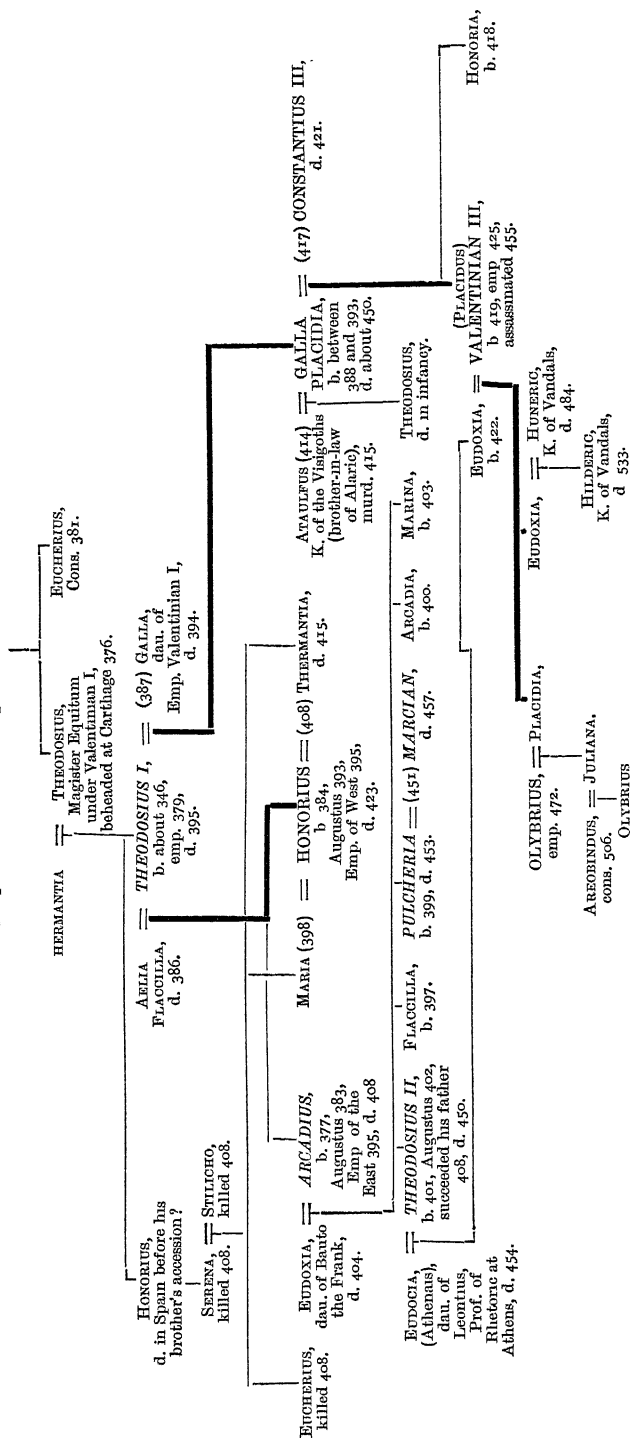 HERMANTIA = THEODOSIUS,
Magister Equitum
under Valentinian I,
beheaded at Carthage 376.
EUCHERIUS,
Cons. 381.
HONORIUS,
d. in Spain before his
brother's accession?
AELIA
FLACCILLA,
d. 386.
= THEODOSIUS I,
b. about 346,
emp. 379,
d. 395.
= (387) GALLA,
dau. of
Emp. Valentinian I,
d. 394.
SERENA, = STILICHO,
killed 408. killed 408.
EUCHERIUS,
killed 408.
EUDOXIA,
dau. of Bauto
the Frank,
d. 404.
= ARCADIUS,
b. 377,
Augustus 383,
Emp of the
East 395, d. 408
MARIA (398) = HONORIUS = (408) THERMANTIA,
b 384,
Augustus 393,
Emp. of West 395,
d. 423.
d. 415.
ATAULFUS (414)
K. of the Visigoths
(brother-in-law
of Alaric),
murd. 415.
= GALLA
PLACIDIA,
b. between
388 and 393,
d. about 450.
= (417) CONSTANTIUS III,
d. 421.
EUDOCIA,
(Athenaus),
dau. of
Leontius,
Prof. of
Rhetoric at
Athens, d. 454.
= THEODOSIUS II,
b. 401, Augustus 402,
succeeded his father
408, d. 450.
FLACCILLA,
b. 397.
PULCHERIA = (451) MARCIAN,
b. 399, d. 453. d. 457.
ARCADIA,
b. 400.
MARINA,
b. 403.
THEODOSIUS,
d. in infancy.
EUDOXIA, =
b. 422.
(PLACIDUS)
VALENTINIAN III,
b 419, emp 425,
assassinated 455.
HONORIA,
b. 418.
OLYBRIUS, = PLACIDIA,
emp. 472.
EUDOXIA, = HUNERIC,
K. of Vandals,
d. 484.
AREOBINDUS, = JULIANA.
cons. 506.
HILDERIC,
K. of Vandals,
d 533.
OLYBRIUS